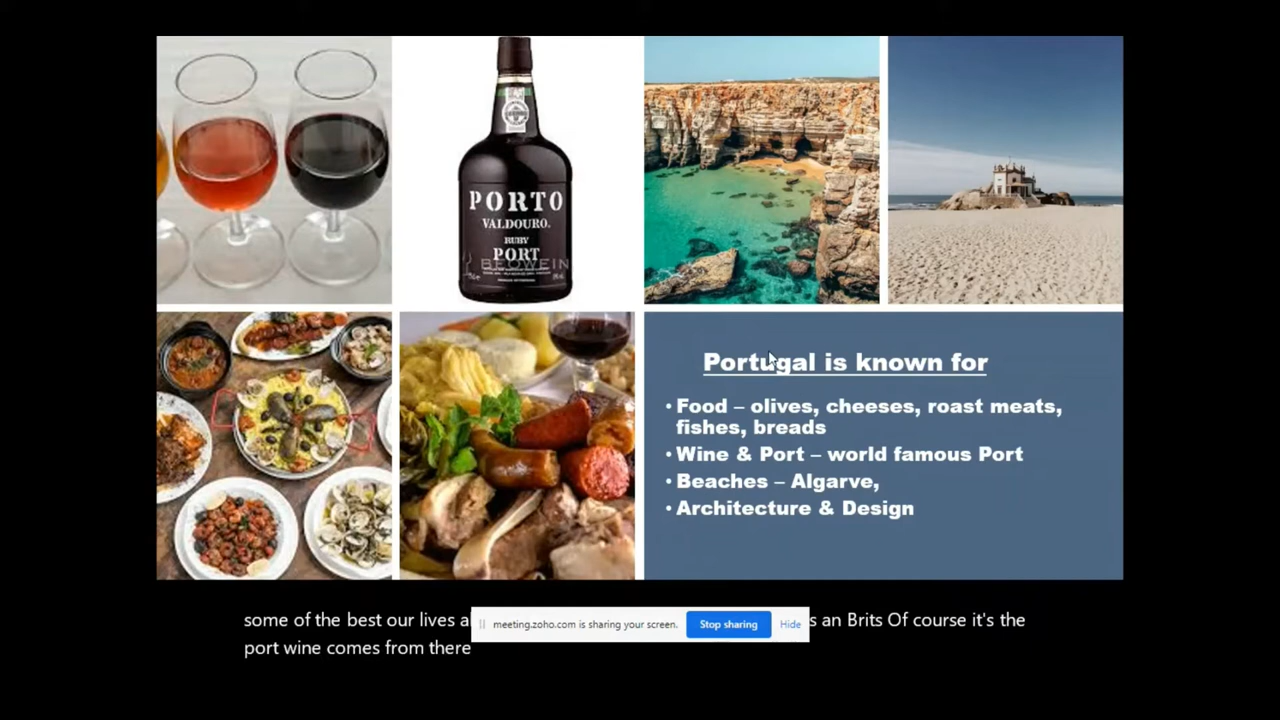 PORTO
VALDOURO.
RUBY
PORT
BEOWEIN
Portugal is known for
• Food – olives, cheeses, roast meats,
fishes, breads
• Wine & Port – world famous Port
• Beaches – Algarve,
• Architecture & Design
some of the best our lives a
meeting.zoho.com is sharing your screen. Stop sharing Hide
s an Brits Of course it's the
port wine comes from there